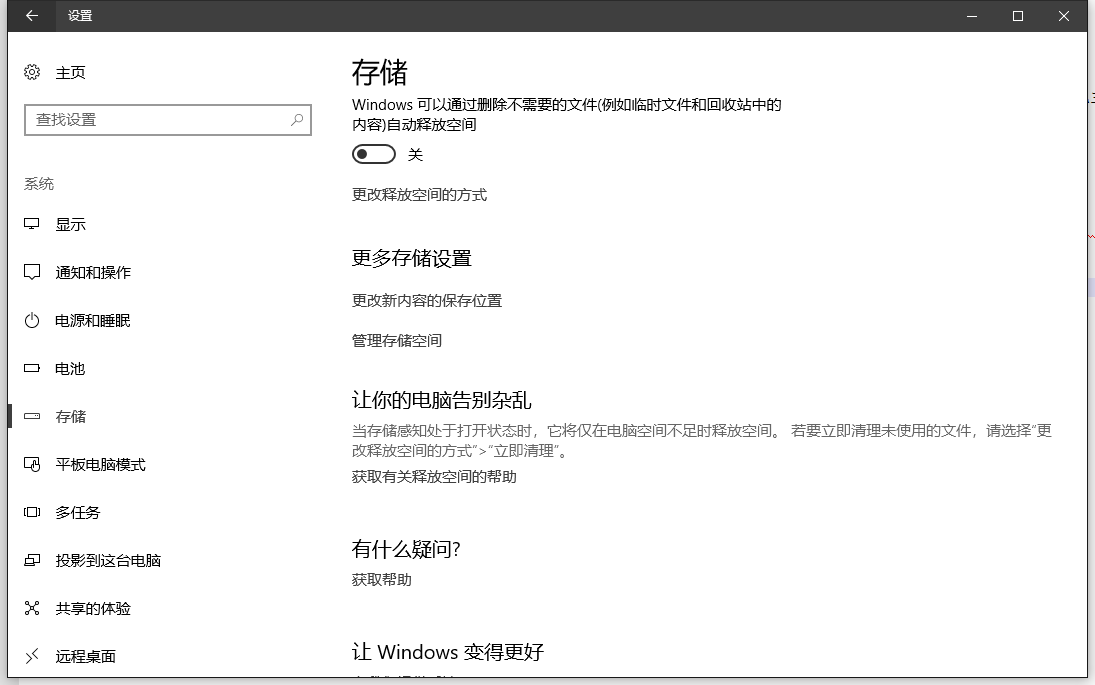 设置
主页
查找设置
系统
显示
通知和操作
电源和睡眠
电池
存储
平板电脑模式
多任务
投影到这台电脑
共享的体验
远程桌面
存储
Windows 可以通过删除不需要的文件(例如临时文件和回收站中的
内容)自动释放空间
关
更改释放空间的方式
更多存储设置
更改新内容的保存位置
管理存储空间
让你的电脑告别杂乱
当存储感知处于打开状态时，它将仅在电脑空间不足时释放空间。 若要立即清理未使用的文件，请选择“更
改释放空间的方式”>“立即清理”。
获取有关释放空间的帮助
有什么疑问?
获取帮助
让 Windows 变得更好